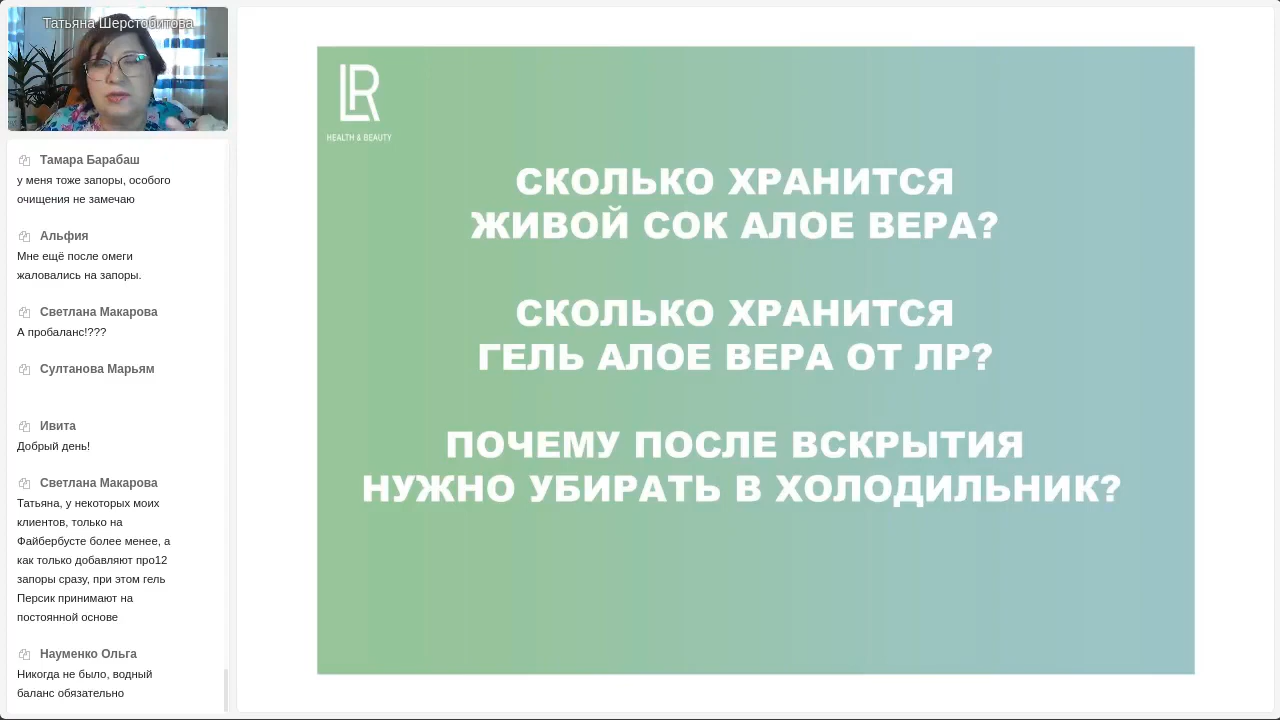 Татьяна Шерстобитова
Тамара Барабаш
у меня тоже запоры, особого
очищения не замечаю
Альфия
Мне ещё после омеги
жаловались на запоры.
Светлана Макарова
А пробаланс!???
Султанова Марьям
Ивита
Добрый день!
Светлана Макарова
Татьяна, у некоторых моих
клиентов, только на
Файбербусте более менее, а
как только добавляют про12
запоры сразу, при этом гель
Персик принимают на
постоянной основе
Науменко Ольга
Никогда не было, водный
баланс обязательно
LR
HEALTH & BEAUTY
СКОЛЬКО ХРАНИТСЯ
ЖИВОЙ СОК АЛОЕ ВЕРА?
СКОЛЬКО ХРАНИТСЯ
ГЕЛЬ АЛОЕ ВЕРА ОТ ЛР?
ПОЧЕМУ ПОСЛЕ ВСКРЫТИЯ
НУЖНО УБИРАТЬ В ХОЛОДИЛЬНИК?